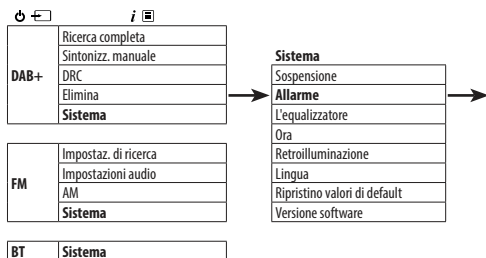 i
DAB+
Ricerca completa
Sintonizz. manuale
DRC
Elimina
Sistema
FM
Impostaz. di ricerca
Impostazioni audio
AM
Sistema
BT
Sistema
Sistema
Sospensione
Allarme
L'equalizzatore
Ora
Retroilluminazione
Lingua
Ripristino valori di default
Versione software